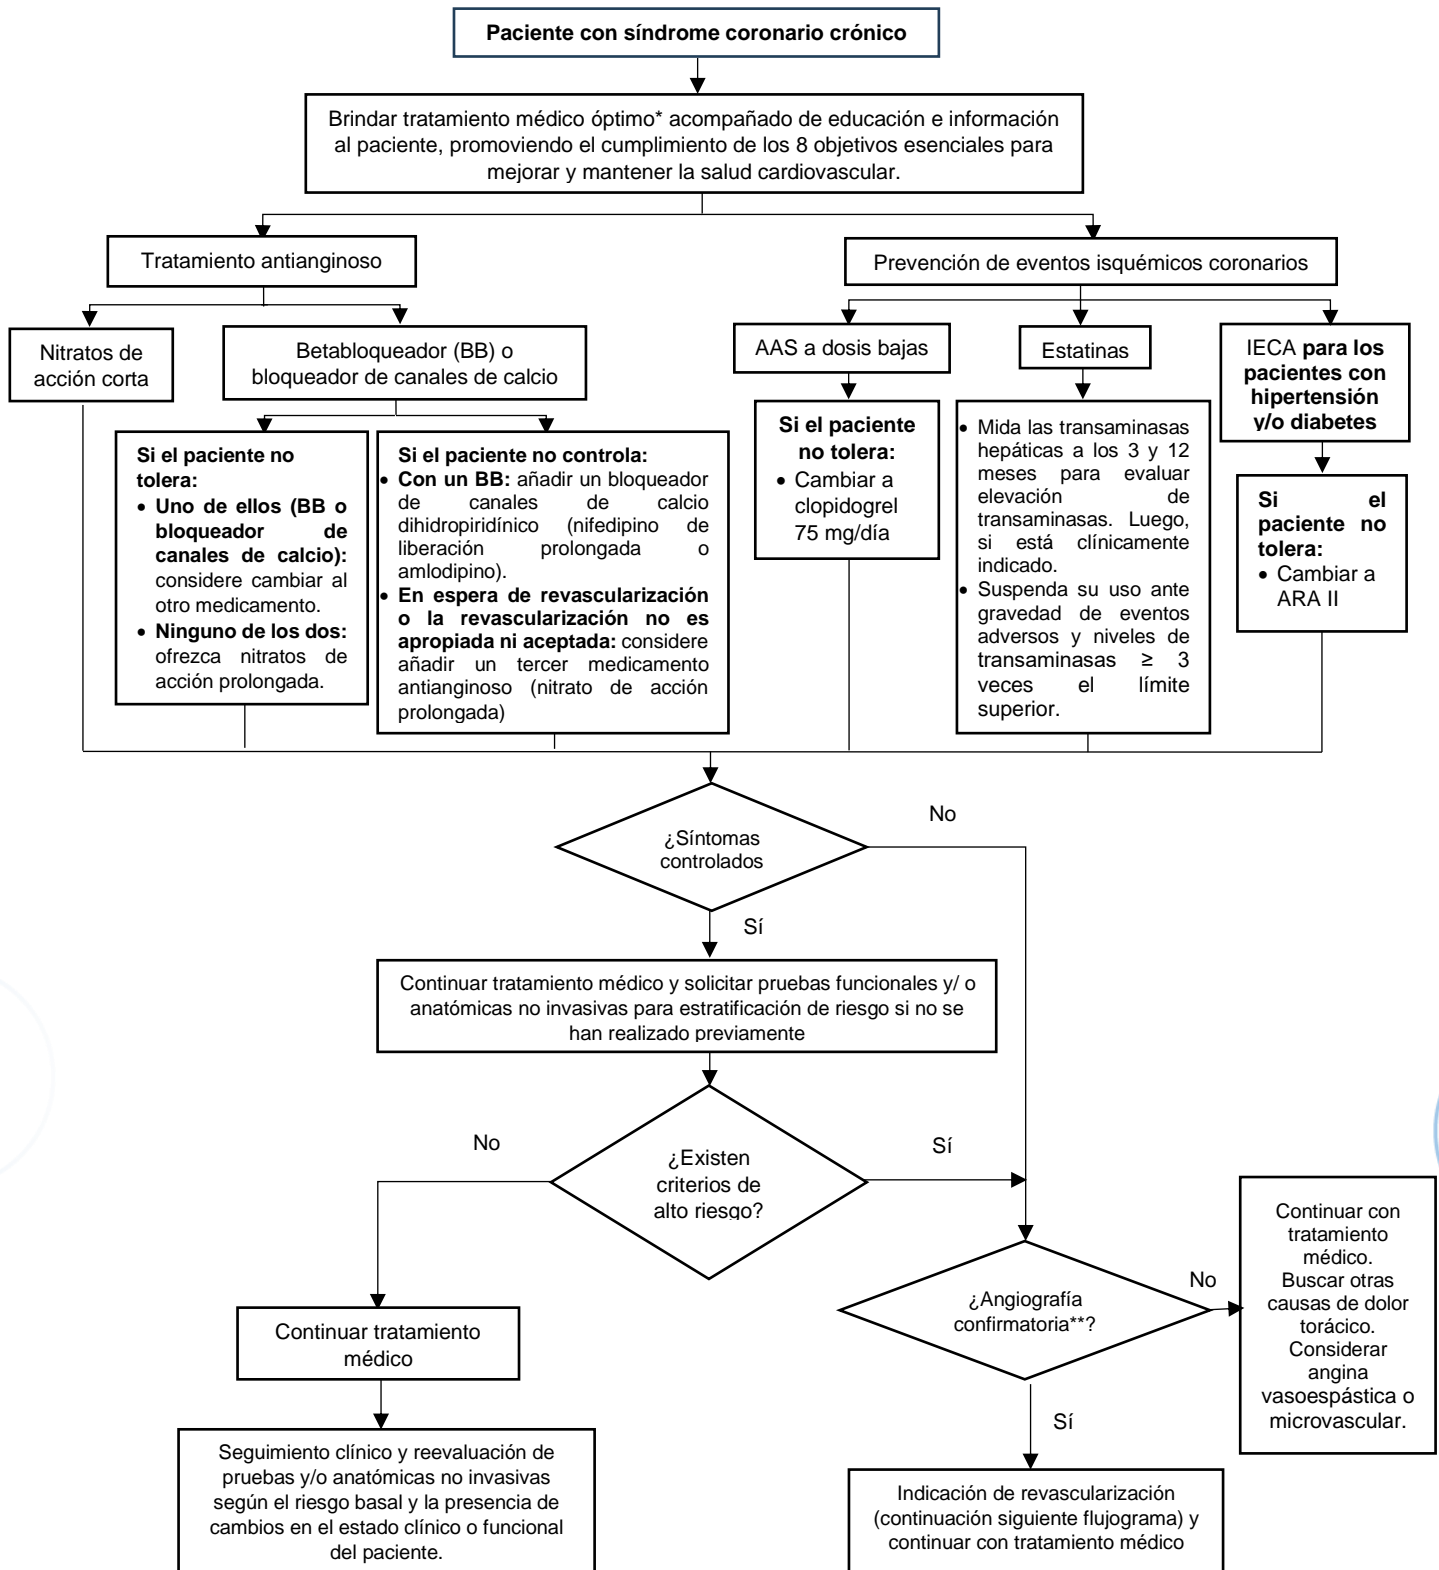 Paciente con síndrome coronario crónico
Brindar tratamiento médico óptimo* acompañado de educación e información
al paciente, promoviendo el cumplimiento de los 8 objetivos esenciales para
mejorar y mantener la salud cardiovascular.
Tratamiento antianginoso
Prevención de eventos isquémicos coronarios
Nitratos de
acción corta
Betabloqueador (BB) o
bloqueador de canales de calcio
AAS a dosis bajas
Estatinas
IECA para los
pacientes con
hipertensión
y/o diabetes
Si el paciente no
tolera:
• Uno de ellos (BB o
bloqueador de
canales de calcio):
considere cambiar al
otro medicamento.
• Ninguno de los dos:
ofrezca nitratos de
acción prolongada.
Si el paciente no controla:
• Con un BB: añadir un bloqueador
de canales de calcio
dihidropiridínico (nifedipino de
liberación prolongada o
amlodipino).
• En espera de revascularización
o la revascularización no es
apropiada ni aceptada: considere
añadir un tercer medicamento
antianginoso (nitrato de acción
prolongada)
Si el paciente
no tolera:
• Cambiar a
clopidogrel
75 mg/día
• Mida las transaminasas
hepáticas a los 3 y 12
meses para evaluar
elevación de
transaminasas. Luego,
si está clínicamente
indicado.
• Suspenda su uso ante
gravedad de eventos
adversos y niveles de
transaminasas ≥ 3
veces el límite
superior.
Si el
paciente no
tolera:
• Cambiar a
ARA II
¿Síntomas
controlados
No
Sí
Continuar tratamiento médico y solicitar pruebas funcionales y/ o
anatómicas no invasivas para estratificación de riesgo si no se
han realizado previamente
¿Existen
criterios de
alto riesgo?
No
Sí
Continuar tratamiento
médico
Seguimiento clínico y reevaluación de
pruebas y/o anatómicas no invasivas
según el riesgo basal y la presencia de
cambios en el estado clínico o funcional
del paciente.
¿Angiografía
confirmatoria**?
No
Continuar con
tratamiento
médico.
Buscar otras
causas de dolor
torácico.
Considerar
angina
vasoespástica o
microvascular.
Sí
Indicación de revascularización
(continuación siguiente flujograma) y
continuar con tratamiento médico